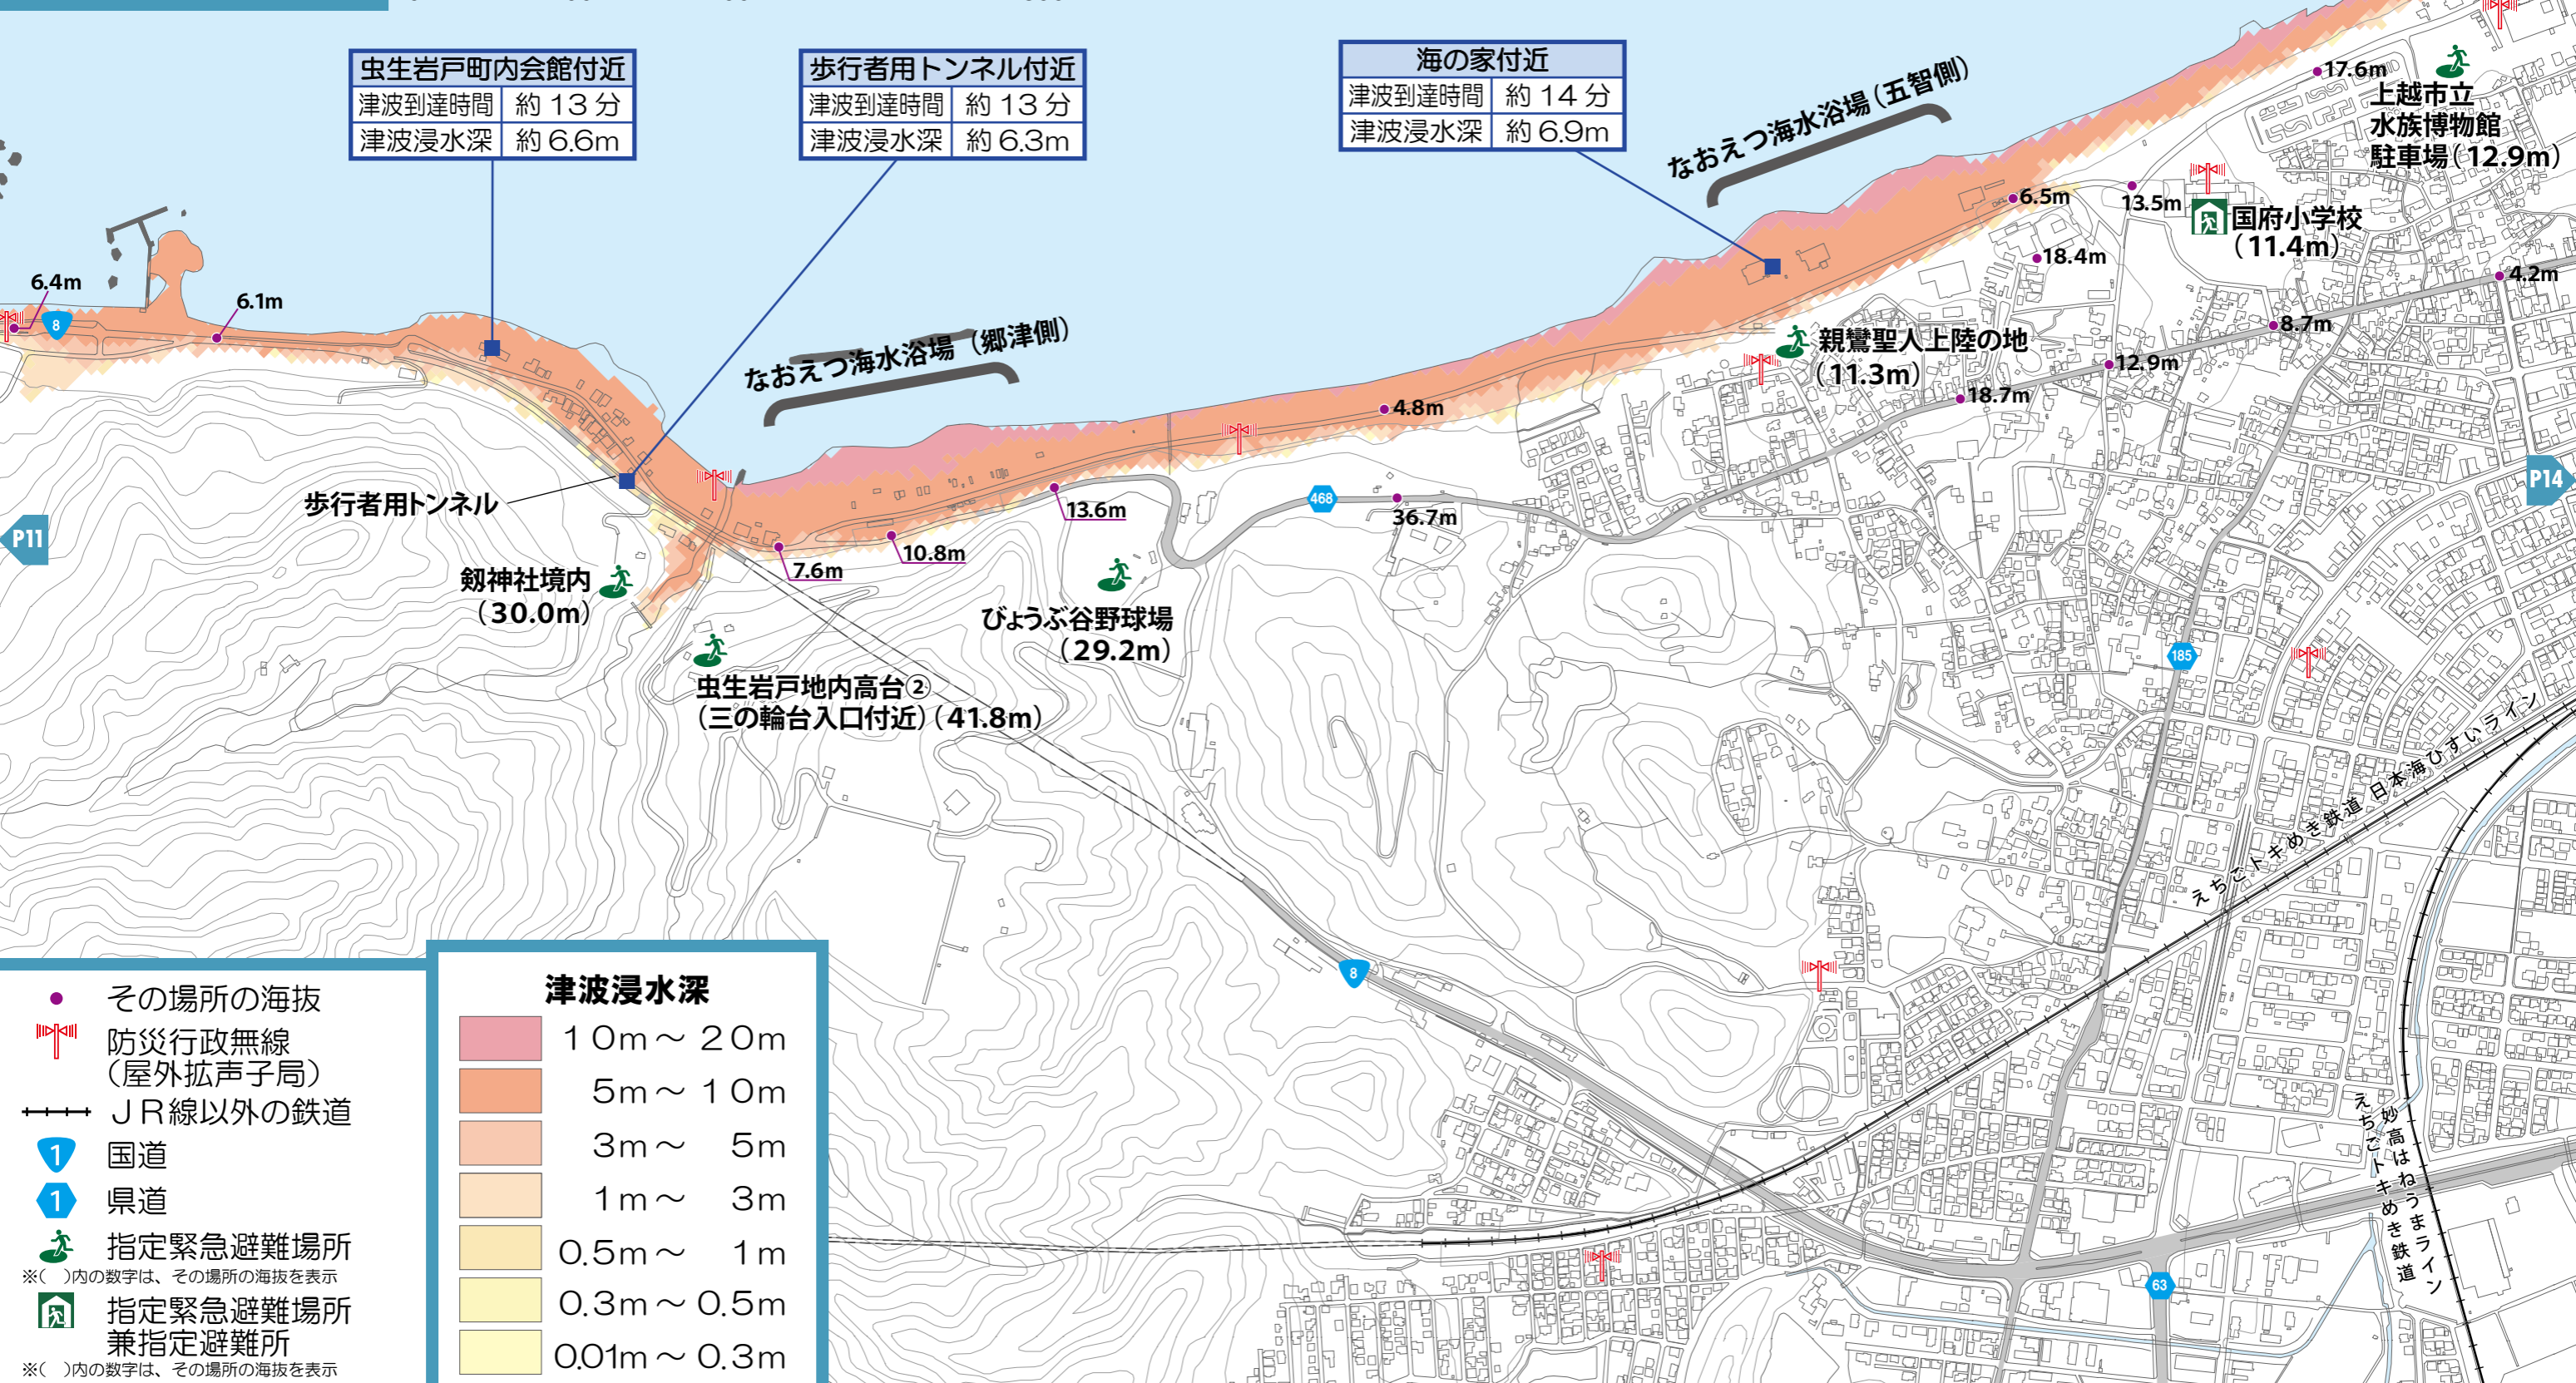 虫生岩戸町内会館付近
津波到達時間 約13分
津波浸水深 約6.6m
歩行者用トンネル付近
津波到達時間 約13分
津波浸水深 約6.3m
海の家付近
津波到達時間 約14分
津波浸水深 約6.9m
なおえつ海水浴場（五智側）
17.6m
上越市立
水族博物館
駐車場（12.9m）
6.5m
13.5m
国府小学校
（11.4m）
18.4m
4.2m
6.4m
8
6.1m
なおえつ海水浴場（郷津側）
親鸞聖人上陸の地
（11.3m）
8.7m
12.9m
18.7m
4.8m
歩行者用トンネル
P11
P14
13.6m
468
36.7m
10.8m
7.6m
剱神社境内
（30.0m）
びょうぶ谷野球場
（29.2m）
虫生岩戸地内高台②
（三の輪台入口付近）（41.8m）
185
えちごトキめき鉄道 日本海ひすいライン
8
えちごトキめき鉄道
妙高はねうまライン
63
その場所の海抜
防災行政無線
（屋外拡声子局）
ＪＲ線以外の鉄道
1 国道
1 県道
指定緊急避難場所
※（　）内の数字は、その場所の海抜を表示
指定緊急避難場所
兼指定避難所
※（　）内の数字は、その場所の海抜を表示
津波浸水深
10m～20m
5m～10m
3m～ 5m
1m～ 3m
0.5m～ 1m
0.3m～0.5m
0.01m～0.3m